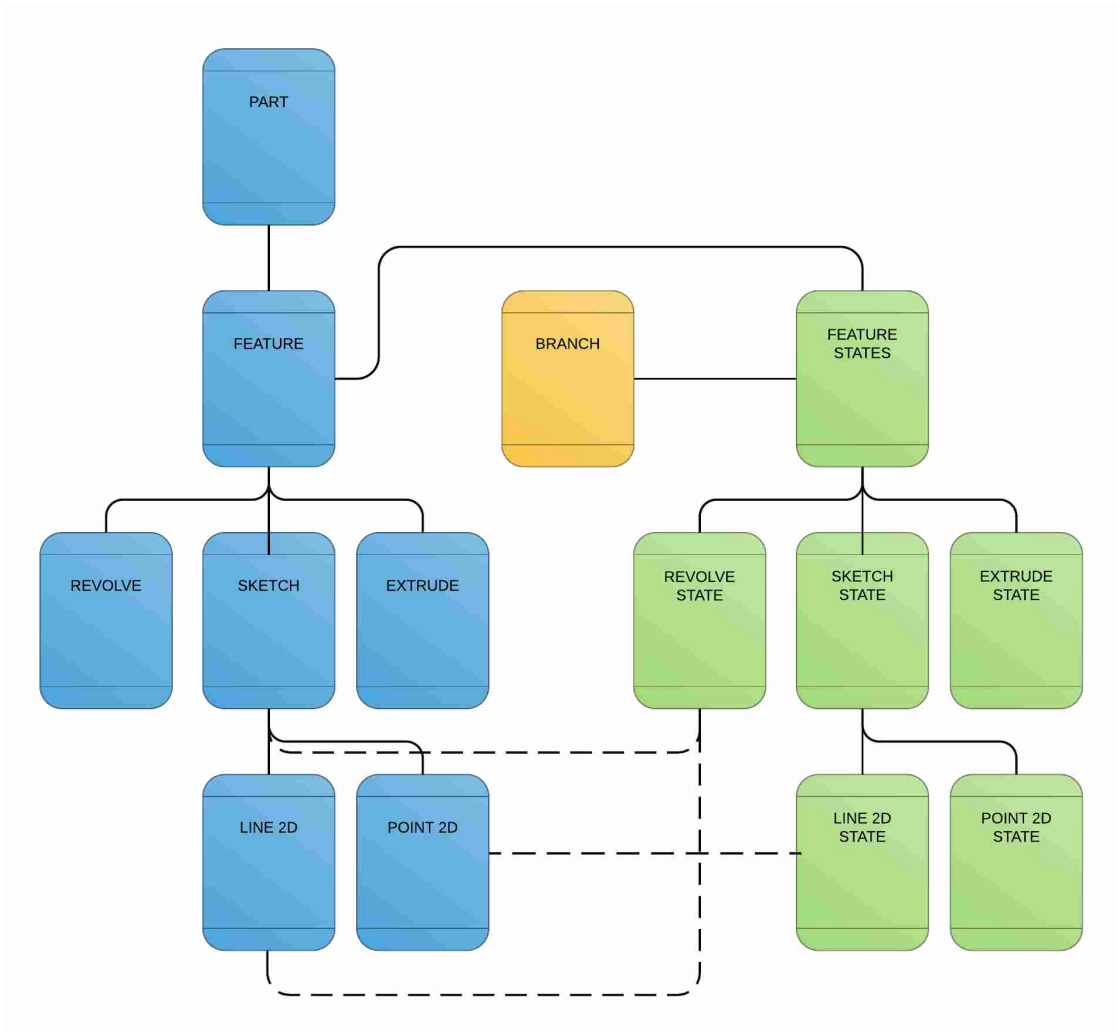 PART
FEATURE
BRANCH
FEATURE
STATES
REVOLVE
SKETCH
EXTRUDE
REVOLVE
STATE
SKETCH
STATE
EXTRUDE
STATE
LINE 2D
POINT 2D
LINE 2D
STATE
POINT 2D
STATE